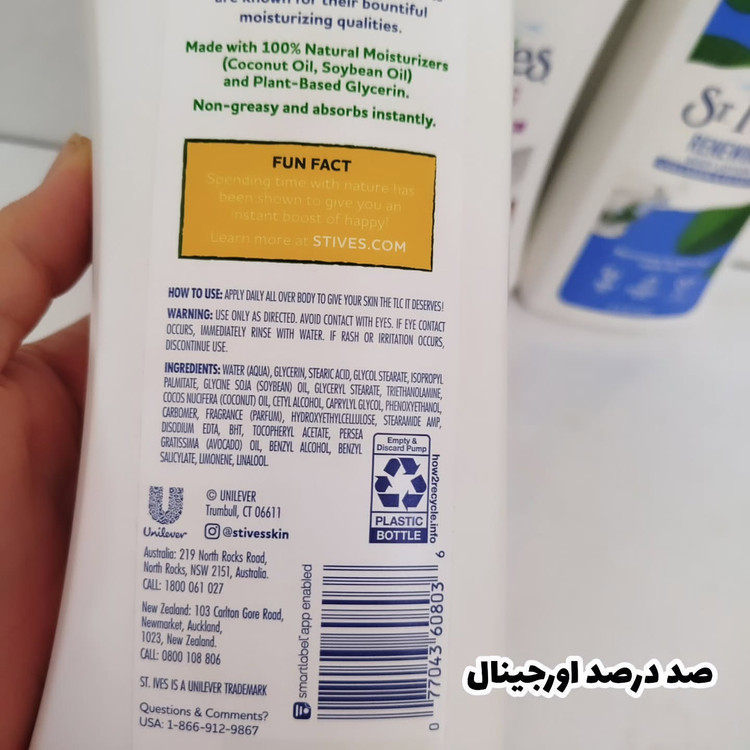 are known for their bountiful
moisturizing qualities.
Made with 100% Natural Moisturizers
(Coconut Oil, Soybean Oil)
and Plant-Based Glycerin.
Non-greasy and absorbs instantly.
FUN FACT
Spending time with nature has
been shown to give you an
instant boost of happy!
Learn more at STIVES.COM
HOW TO USE: APPLY DAILY ALL OVER BODY TO GIVE YOUR SKIN THE TLC IT DESERVES!
WARNING: USE ONLY AS DIRECTED. AVOID CONTACT WITH EYES. IF EYE CONTACT
OCCURS, IMMEDIATELY RINSE WITH WATER. IF RASH OR IRRITATION OCCURS,
DISCONTINUE USE.
INGREDIENTS: WATER (AQUA), GLYCERIN, STEARIC ACID, GLYCOL STEARATE, ISOPROPYL
PALMITATE, GLYCINE SOJA (SOYBEAN) OIL, GLYCERYL STEARATE, TRIETHANOLAMINE,
COCOS NUCIFERA (COCONUT) OIL, CETYL ALCOHOL, CAPRYLYL GLYCOL, PHENOXYETHANOL,
CARBOMER, FRAGRANCE (PARFUM), HYDROXYETHYLCELLULOSE, STEARAMIDE AMP,
DISODIUM EDTA, BHT, TOCOPHERYL ACETATE, PERSEA
GRATISSIMA (AVOCADO) OIL, BENZYL ALCOHOL, BENZYL
SALICYLATE, LIMONENE, LINALOOL.
Empty &
Discard Pump
PLASTIC
BOTTLE
how2recycle.info
Unilever
© UNILEVER
Trumbull, CT 06611
@stivesskin
Australia: 219 North Rocks Road,
North Rocks, NSW 2151, Australia.
CALL: 1800 061 027
New Zealand: 103 Carlton Gore Road,
Newmarket, Auckland,
1023, New Zealand.
CALL: 0800 108 806
ST. IVES IS A UNILEVER TRADEMARK
Questions & Comments?
USA: 1-866-912-9867
smartlabel app enabled
0 77043 60803 9
صد درصد اورجینال